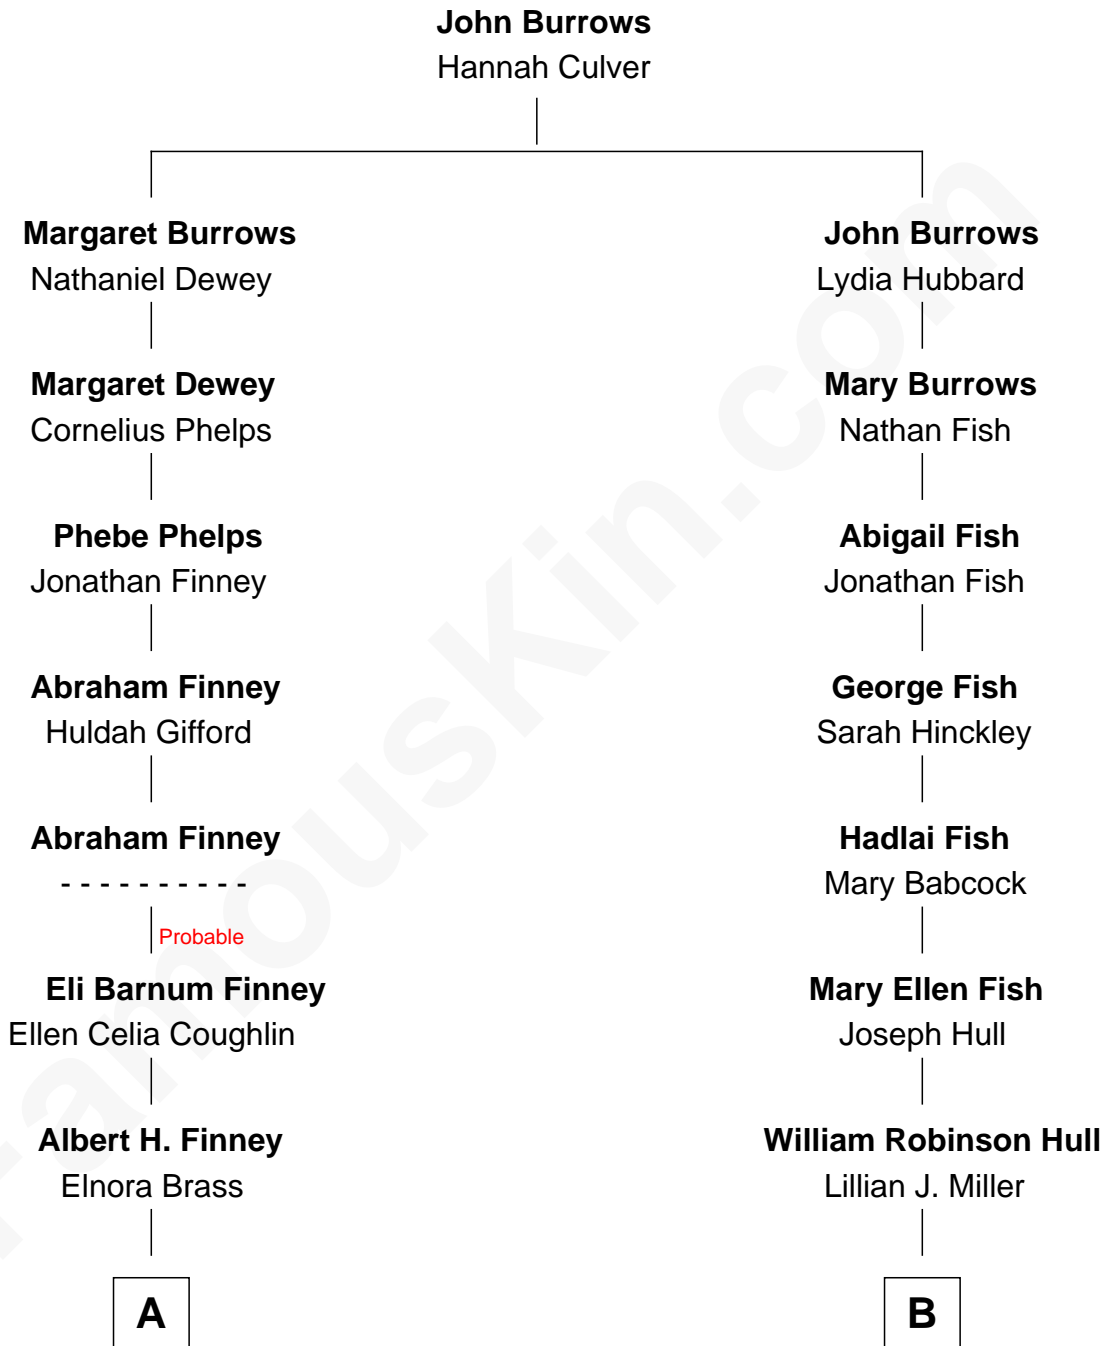 John Burrows
Hannah Culver
Margaret Burrows
Nathaniel Dewey
Margaret Dewey
Cornelius Phelps
Phebe Phelps
Jonathan Finney
Abraham Finney
Huldah Gifford
Abraham Finney
- - - - - - - - - -
Probable
Eli Barnum Finney
Ellen Celia Coughlin
Albert H. Finney
Elnora Brass
A
John Burrows
Lydia Hubbard
Mary Burrows
Nathan Fish
Abigail Fish
Jonathan Fish
George Fish
Sarah Hinckley
Hadlai Fish
Mary Babcock
Mary Ellen Fish
Joseph Hull
William Robinson Hull
Lillian J. Miller
B
FamousKin.com